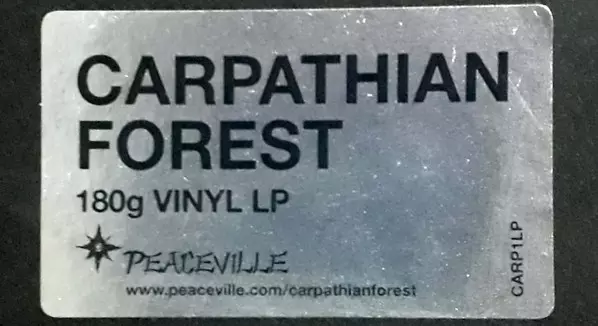 CARPATHIAN
FOREST
180g VINYL LP
PEACEVILLE
www.peaceville.com/carpathianforest
CARP1LP